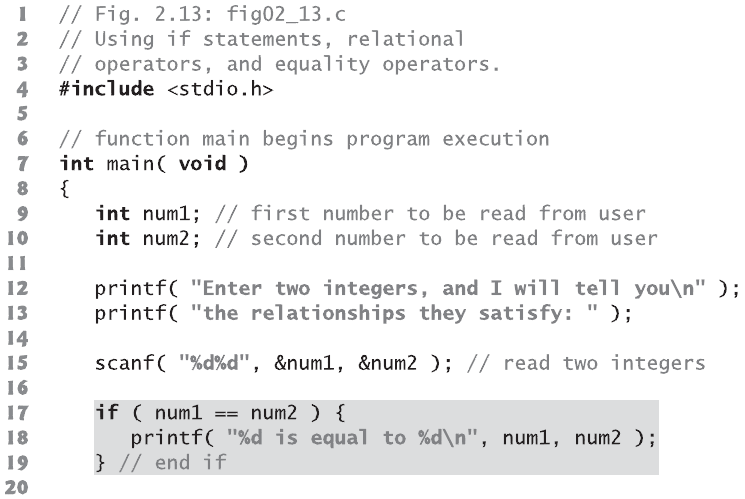 1 // Fig. 2.13: fig02_13.c
2 // Using if statements, relational
3 // operators, and equality operators.
4 #include <stdio.h>
5
6 // function main begins program execution
7 int main( void )
8 {
9    int num1; // first number to be read from user
10    int num2; // second number to be read from user
11
12    printf( "Enter two integers, and I will tell you\n" );
13    printf( "the relationships they satisfy: " );
14
15    scanf( "%d%d", &num1, &num2 ); // read two integers
16
17    if ( num1 == num2 ) {
18       printf( "%d is equal to %d\n", num1, num2 );
19    } // end if
20